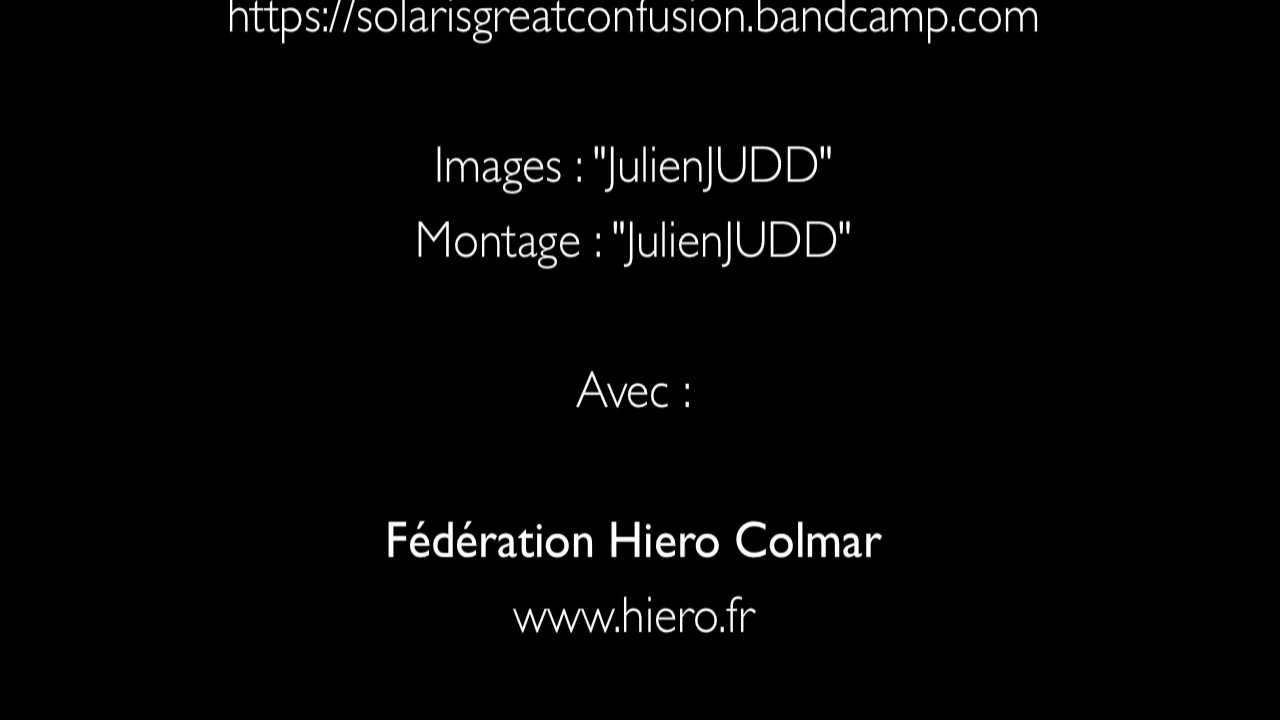 https://solarisgreatconfusion.bandcamp.com
Images : "JulienJUDD"
Montage : "JulienJUDD"
Avec :
Fédération Hiero Colmar
www.hiero.fr